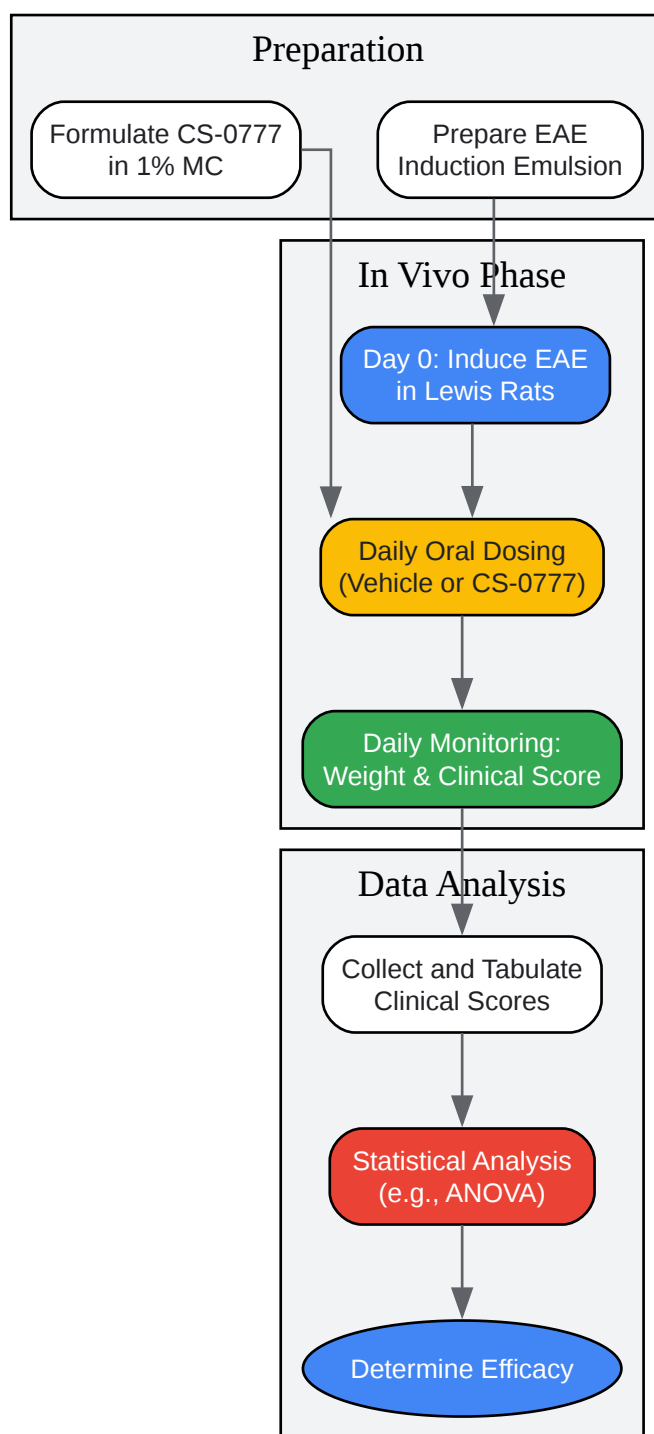 Preparation
Formulate CS-0777
in 1% MC
Prepare EAE
Induction Emulsion
In Vivo Phase
Day 0: Induce EAE
in Lewis Rats
Daily Oral Dosing
(Vehicle or CS-0777)
Daily Monitoring:
Weight & Clinical Score
Data Analysis
Collect and Tabulate
Clinical Scores
Statistical Analysis
(e.g., ANOVA)
Determine Efficacy